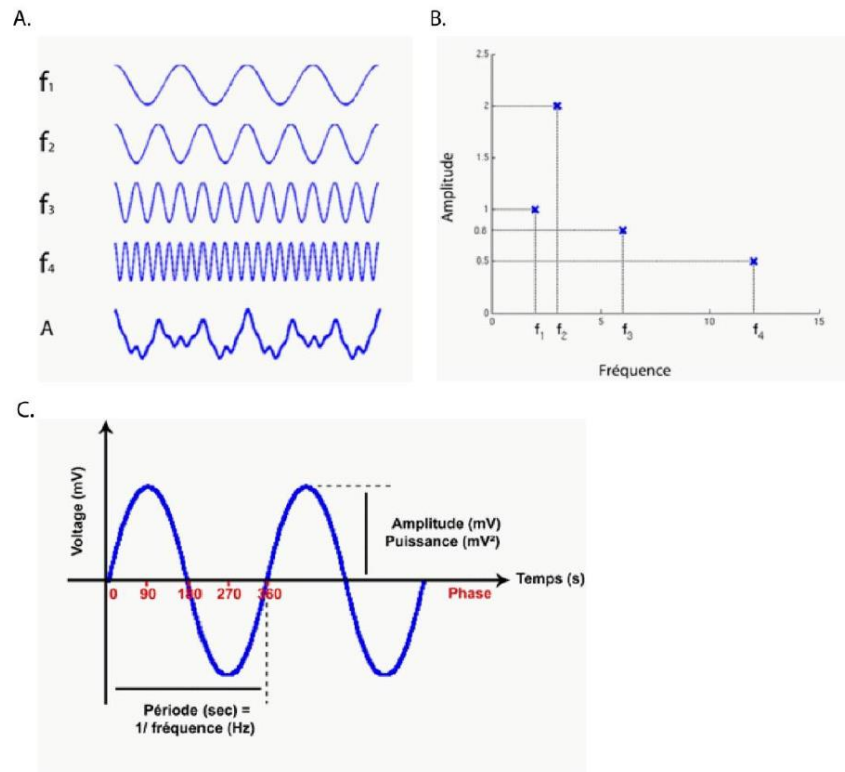 A.
f₁
f₂
f₃
f₄
A
B.
2.5
2
1.5
1
0.8
0.5
0
Amplitude
0
5
10
15
f₁
f₂
f₃
f₄
Fréquence
C.
Voltage (mV)
Amplitude (mV)
Puissance (mV²)
Temps (s)
0 90 180 270 360
Phase
Période (sec) =
1/ fréquence (Hz)